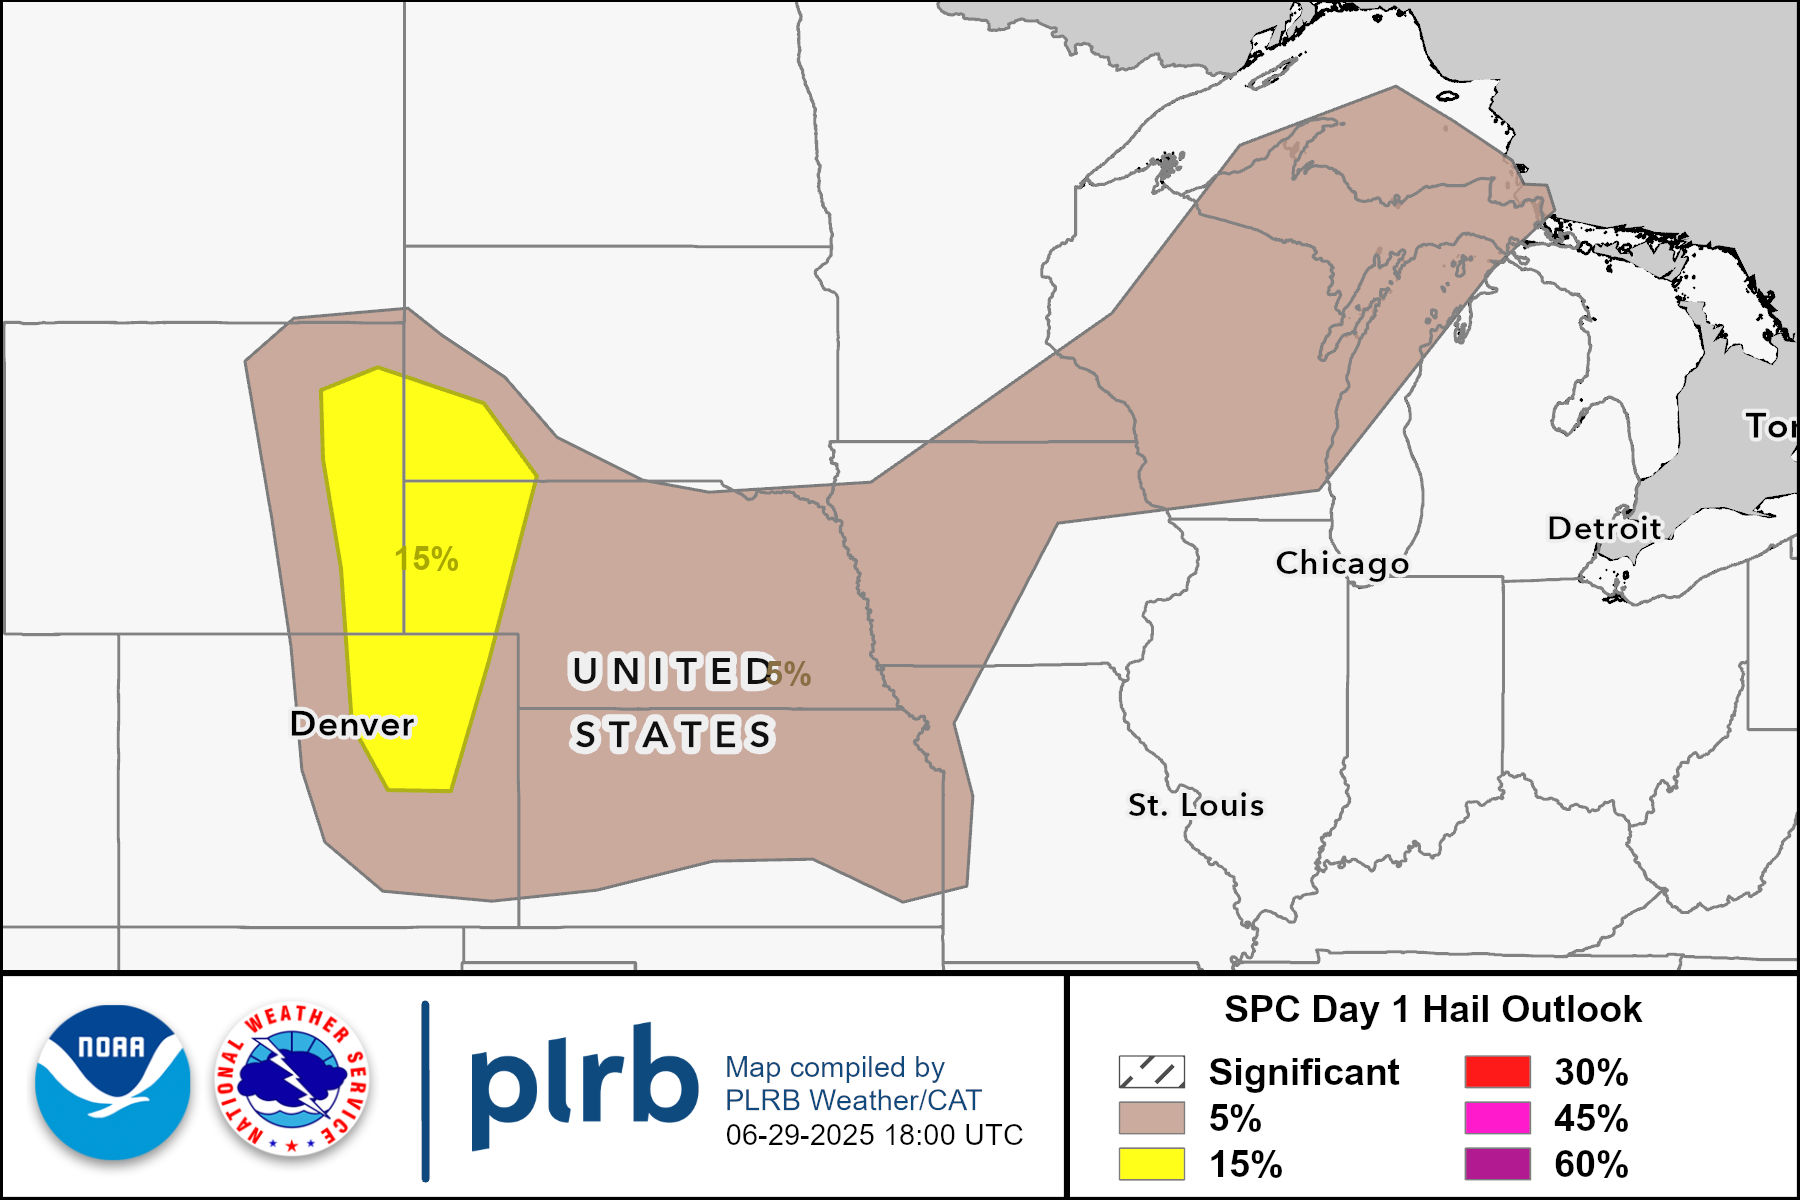 Tor
Detroit
Chicago
15%
UNITED
5%
STATES
Denver
St. Louis
NOAA
NATIONAL WEATHER SERVICE
plrb
Map compiled by
PLRB Weather/CAT
06-29-2025 18:00 UTC
SPC Day 1 Hail Outlook
Significant
5%
15%
30%
45%
60%